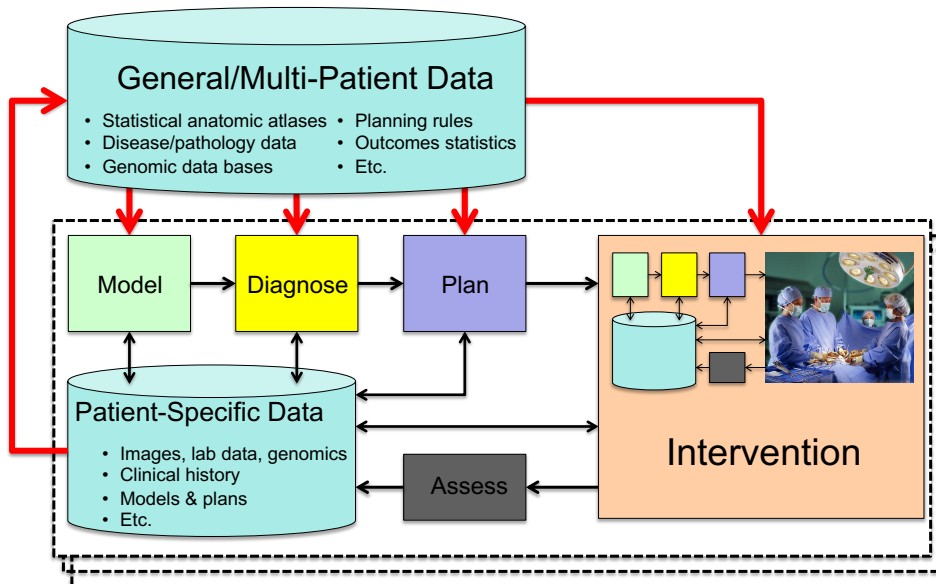 General/Multi-Patient Data
• Statistical anatomic atlases
• Disease/pathology data
• Genomic data bases
• Planning rules
• Outcomes statistics
• Etc.
Model
Diagnose
Plan
Patient-Specific Data
• Images, lab data, genomics
• Clinical history
• Models & plans
• Etc.
Assess
Intervention